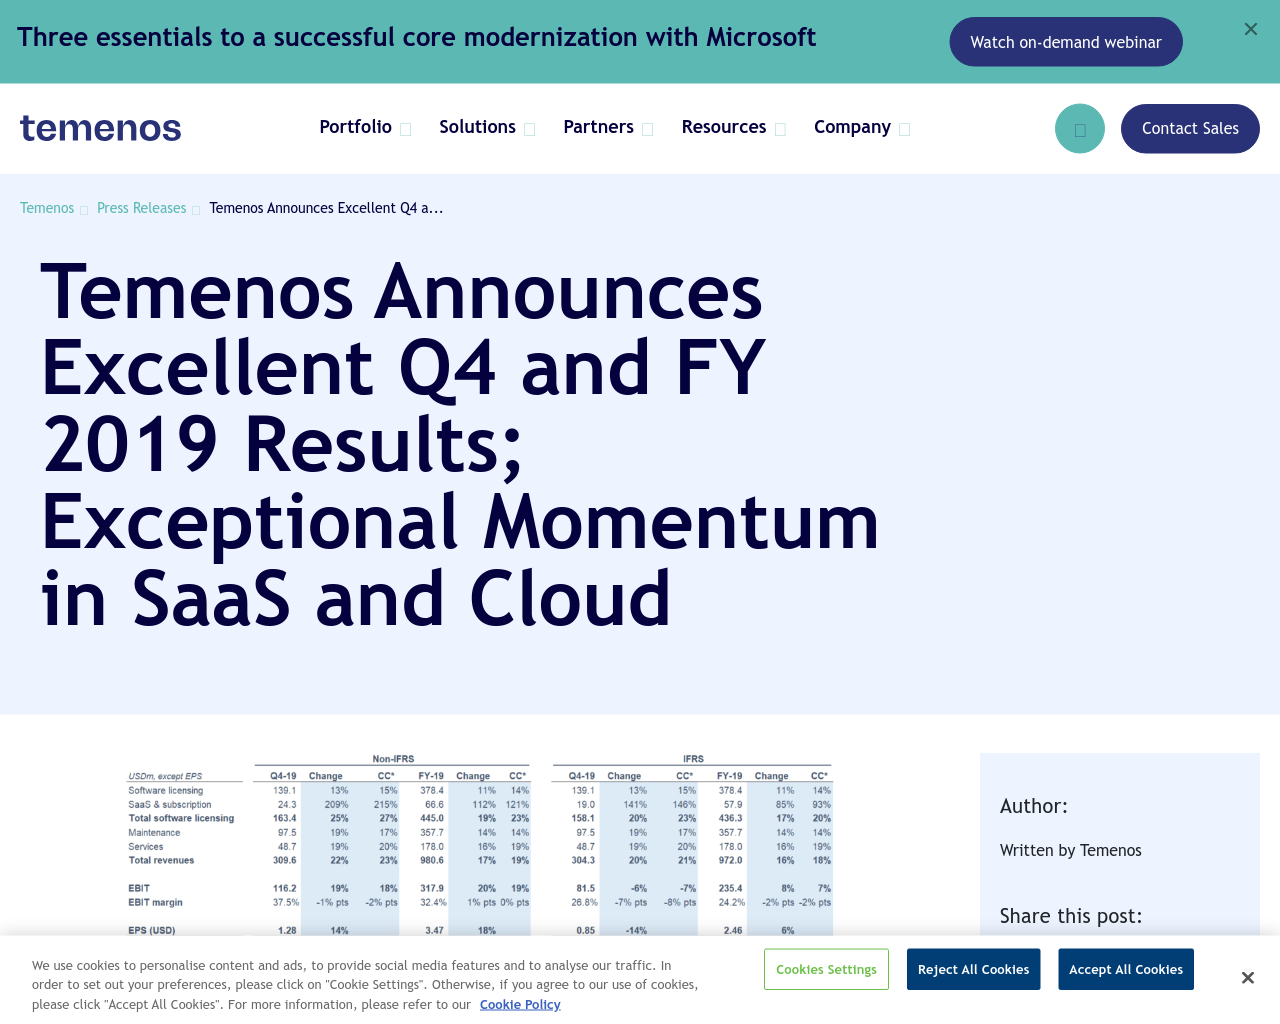 Three essentials to a successful core modernization with Microsoft
Watch on-demand webinar
temenos
Portfolio Solutions Partners Resources Company
Contact Sales
Temenos Press Releases Temenos Announces Excellent Q4 a...
Temenos Announces
Excellent Q4 and FY
2019 Results;
Exceptional Momentum
in SaaS and Cloud
Non-IFRS IFRS
USDm, except EPS Q4-19 Change CC* FY-19 Change CC* Q4-19 Change CC* FY-19 Change CC*
Software licensing 139.1 13% 15% 378.4 11% 14% 139.1 13% 15% 378.4 11% 14%
SaaS & subscription 24.3 209% 215% 66.6 112% 121% 19.0 141% 146% 57.9 85% 93%
Total software licensing 163.4 25% 27% 445.0 19% 23% 158.1 20% 23% 436.3 17% 20%
Maintenance 97.5 19% 17% 357.7 14% 14% 97.5 19% 17% 357.7 14% 14%
Services 48.7 19% 20% 178.0 16% 19% 48.7 19% 20% 178.0 16% 19%
Total revenues 309.6 22% 23% 980.6 17% 19% 304.3 20% 21% 972.0 16% 18%
EBIT 116.2 19% 18% 317.9 20% 19% 81.5 -6% -7% 235.4 8% 7%
EBIT margin 37.5% -1% pts -2% pts 32.4% 1% pts 0% pts 26.8% -7% pts -8% pts 24.2% -2% pts -2% pts
EPS (USD) 1.28 14% 3.47 18% 0.85 -14% 2.46 6%
Author:
Written by Temenos
Share this post:
We use cookies to personalise content and ads, to provide social media features and to analyse our traffic. In
order to set out your preferences, please click on "Cookie Settings". Otherwise, if you agree to our use of cookies,
please click "Accept All Cookies". For more information, please refer to our Cookie Policy
Cookies Settings
Reject All Cookies
Accept All Cookies